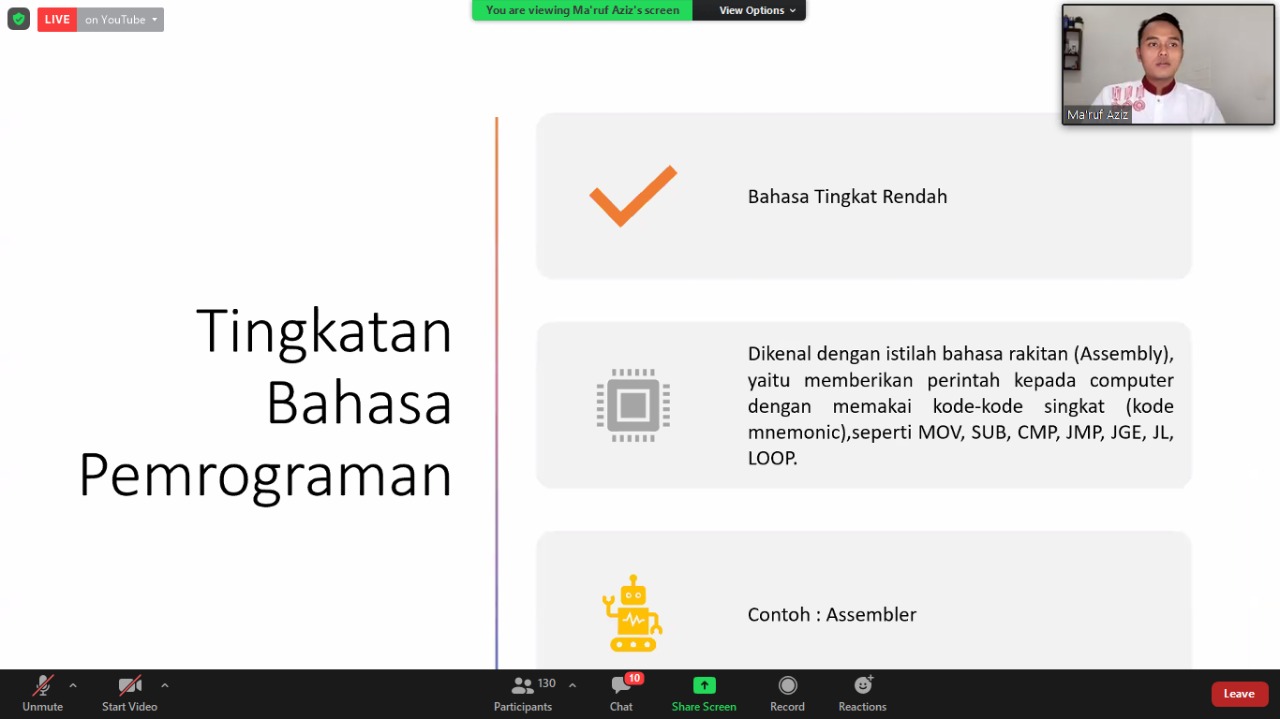 LIVE on YouTube
You are viewing Ma'ruf Aziz's screen View Options
Ma'ruf Aziz
Tingkatan
Bahasa
Pemrograman
Bahasa Tingkat Rendah
Dikenal dengan istilah bahasa rakitan (Assembly),
yaitu memberikan perintah kepada computer
dengan memakai kode-kode singkat (kode
mnemonic),seperti MOV, SUB, CMP, JMP, JGE, JL,
LOOP.
Contoh : Assembler
130
10
Unmute Start Video Participants Chat Share Screen Record Reactions Leave